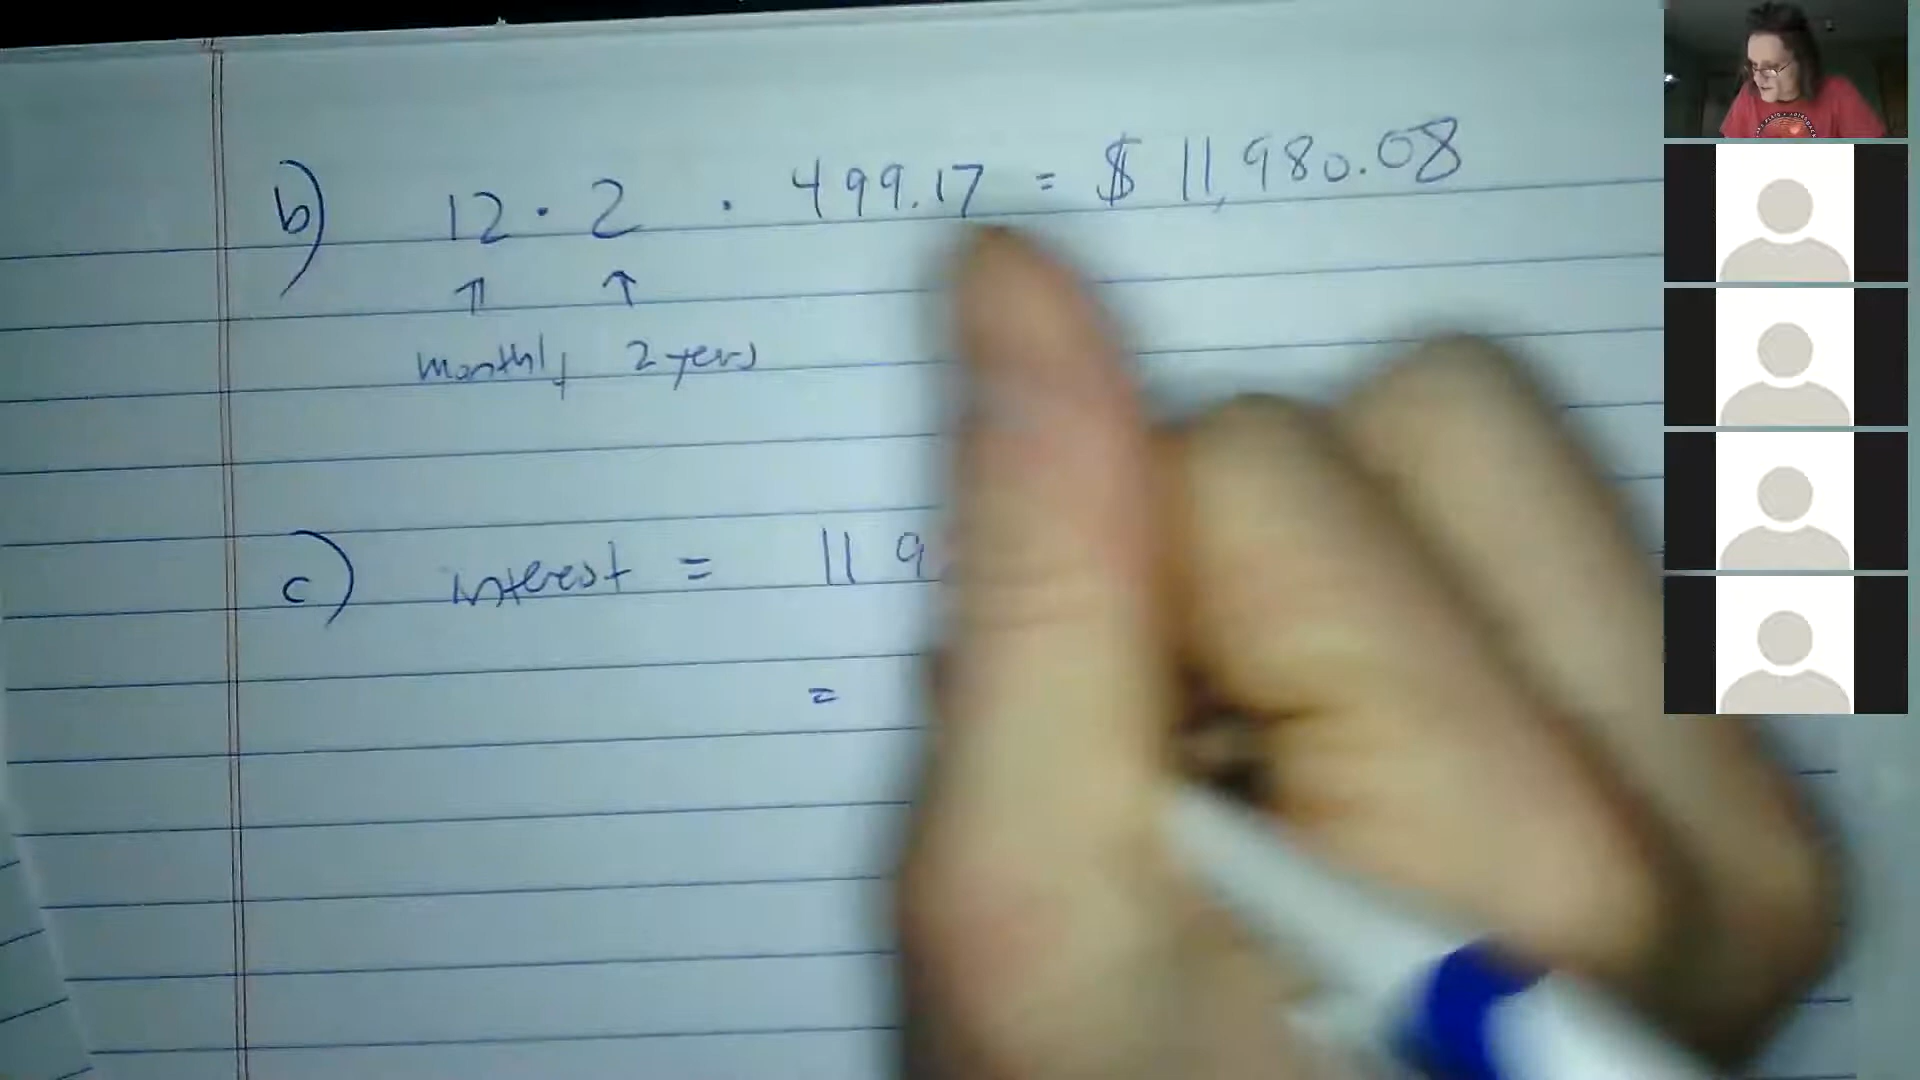 b) 12 · 2 · 499.17 = $ 11,980.08
↑ ↑
monthly 2 years
c) interest = 11 9
=